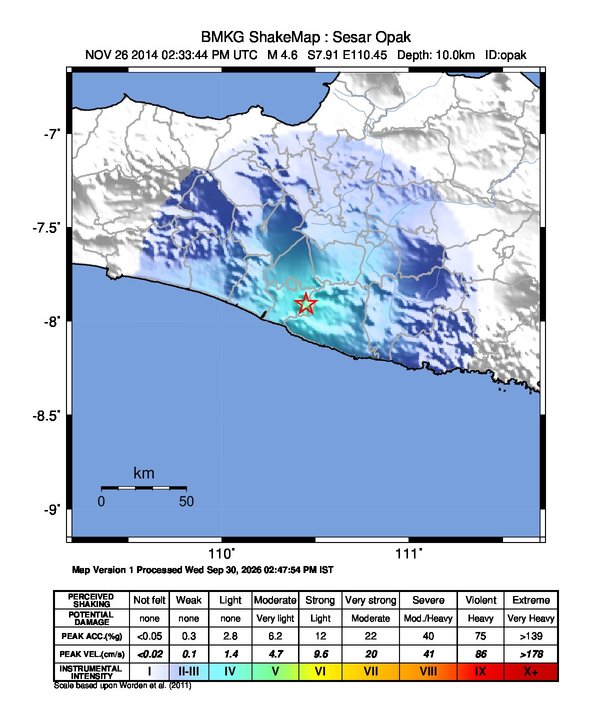 BMKG ShakeMap : Sesar Opak
NOV 26 2014 02:33:44 PM UTC M 4.6 S7.91 E110.45 Depth: 10.0km ID:opak
-7°
-7.5°
-8°
-8.5°
-9°
km
0 50
110° 111°
Map Version 1 Processed Wed Sep 30, 2026 02:47:54 PM IST
PERCEIVED SHAKING Not felt Weak Light Moderate Strong Very strong Severe Violent Extreme
POTENTIAL DAMAGE none none none Very light Light Moderate Mod./Heavy Heavy Very Heavy
PEAK ACC.(%g) <0.05 0.3 2.8 6.2 12 22 40 75 >139
PEAK VEL.(cm/s) <0.02 0.1 1.4 4.7 9.6 20 41 86 >178
INSTRUMENTAL INTENSITY I II-III IV V VI VII VIII IX X+
Scale based upon Worden et al. (2011)